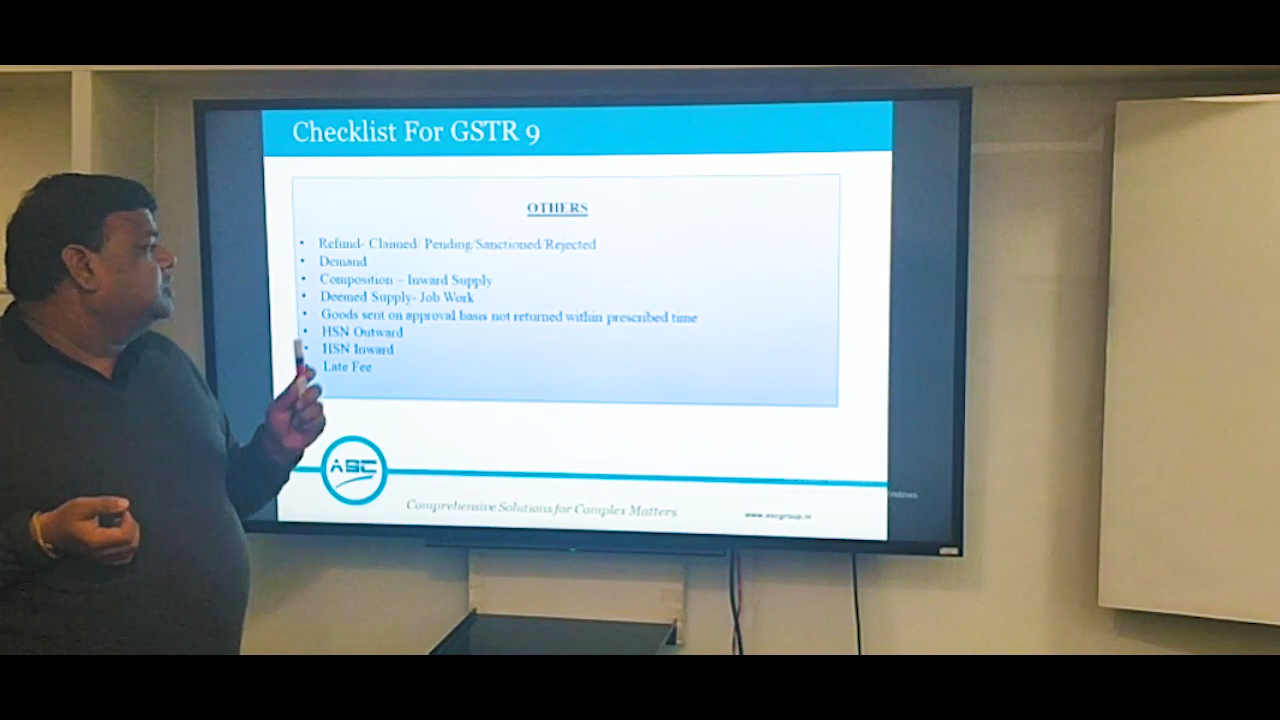 Checklist For GSTR 9
OTHERS
• Refund- Claimed/ Pending/Sanctioned/Rejected
• Demand
• Composition – Inward Supply
• Deemed Supply- Job Work
• Goods sent on approval basis not returned within prescribed time
• HSN Outward
• HSN Inward
Late Fee
ABC
Comprehensive Solutions for Complex Matters
www.ascgroup.in